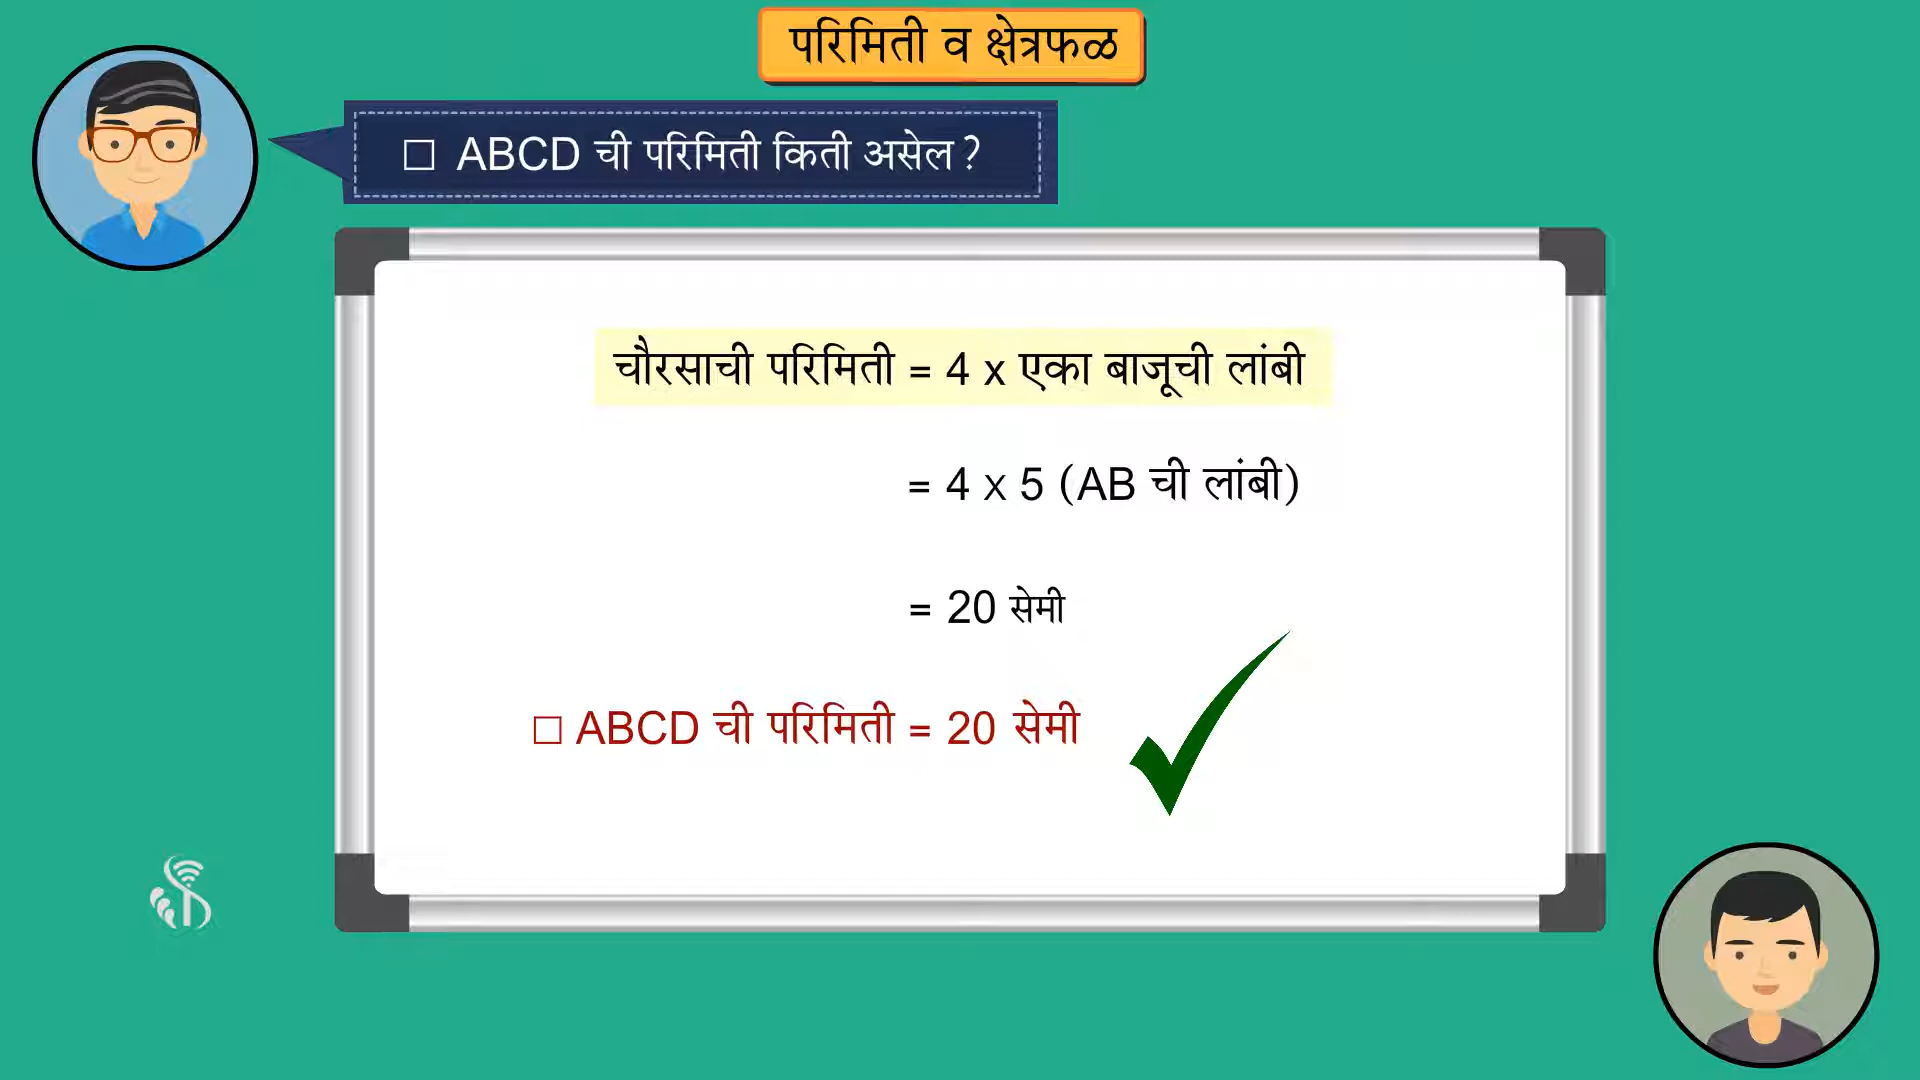 परिमिती व क्षेत्रफळ
□ ABCD ची परिमिती किती असेल ?
चौरसाची परिमिती = 4 x एका बाजूची लांबी
= 4 X 5 (AB ची लांबी)
= 20 सेमी
□ ABCD ची परिमिती = 20 सेमी